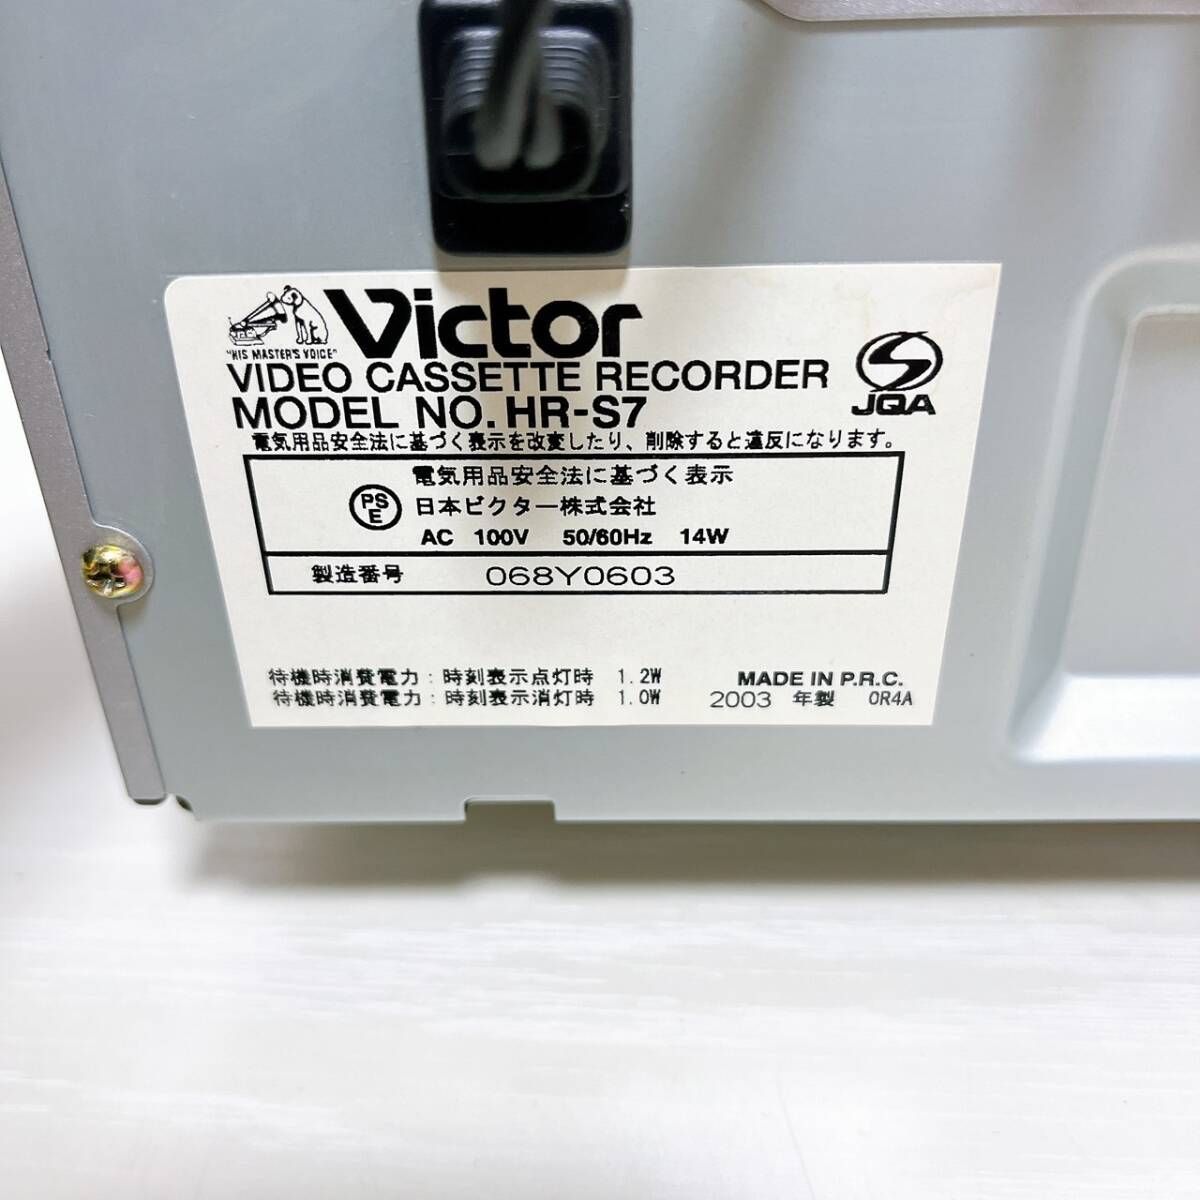 "HIS MASTER'S VOICE"
Victor
VIDEO CASSETTE RECORDER
MODEL NO. HR-S7
JQA
電気用品安全法に基づく表示を改変したり、削除すると違反になります。
電気用品安全法に基づく表示
PS
E
日本ビクター株式会社
AC 100V 50/60Hz 14W
製造番号 068Y0603
待機時消費電力:時刻表示点灯時 1.2W
待機時消費電力:時刻表示消灯時 1.0W
MADE IN P.R.C.
2003 年製 0R4A